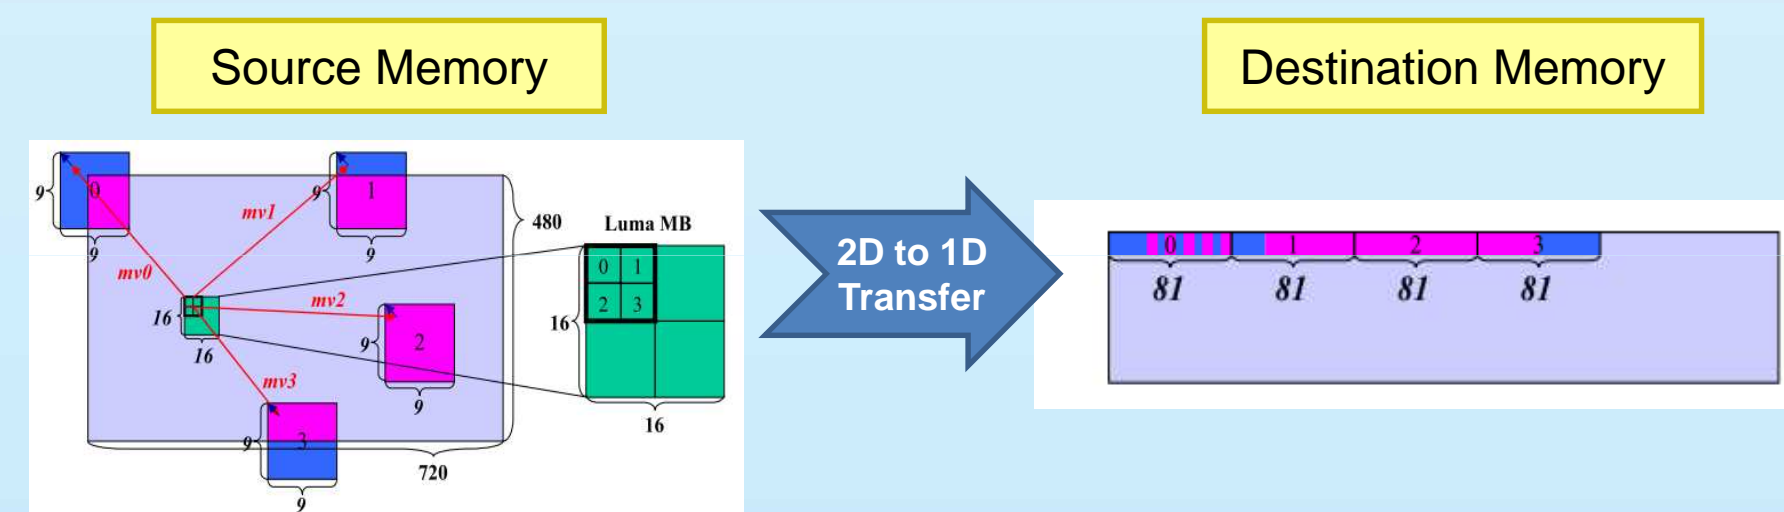 Source Memory
Destination Memory
9
0
9
mv0
mv1
9
1
9
480
Luma MB
0 1
2 3
16
16
16
16
mv2
9
2
9
mv3
9
3
9
720
2D to 1D
Transfer
0 1 2 3
81 81 81 81